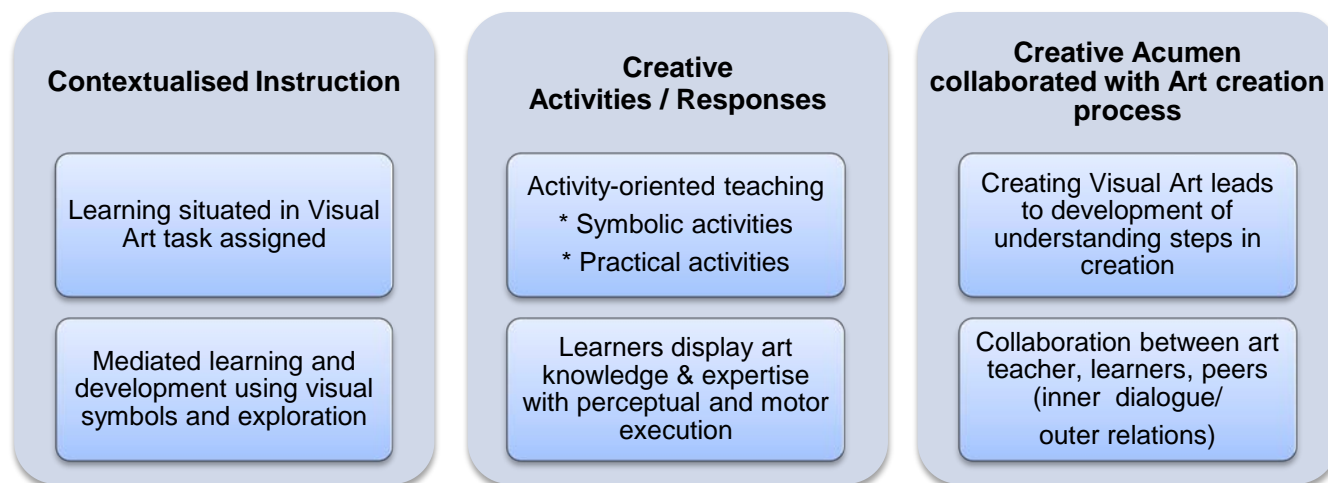 Contextualised Instruction
Learning situated in Visual
Art task assigned
Mediated learning and
development using visual
symbols and exploration
Creative
Activities / Responses
Activity-oriented teaching
* Symbolic activities
* Practical activities
Learners display art
knowledge & expertise
with perceptual and motor
execution
Creative Acumen
collaborated with Art creation
process
Creating Visual Art leads
to development of
understanding steps in
creation
Collaboration between art
teacher, learners, peers
(inner dialogue/
outer relations)